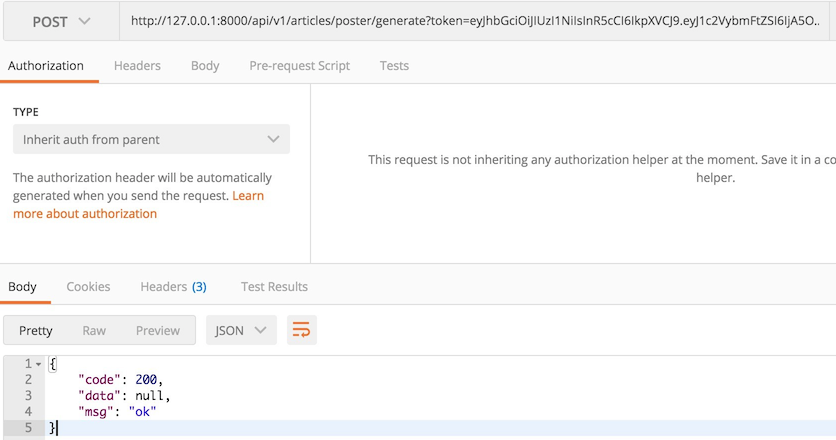 POST
http://127.0.0.1:8000/api/v1/articles/poster/generate?token=eyJhbGciOiJIUzI1NiIsInR5cCI6IkpXVCJ9.eyJ1c2VybmFtZSI6IjA5O..
Authorization Headers Body Pre-request Script Tests
TYPE
Inherit auth from parent
The authorization header will be automatically
generated when you send the request. Learn
more about authorization
This request is not inheriting any authorization helper at the moment. Save it in a co
helper.
Body Cookies Headers (3) Test Results
Pretty Raw Preview JSON
1 {
2 "code": 200,
3 "data": null,
4 "msg": "ok"
5 }